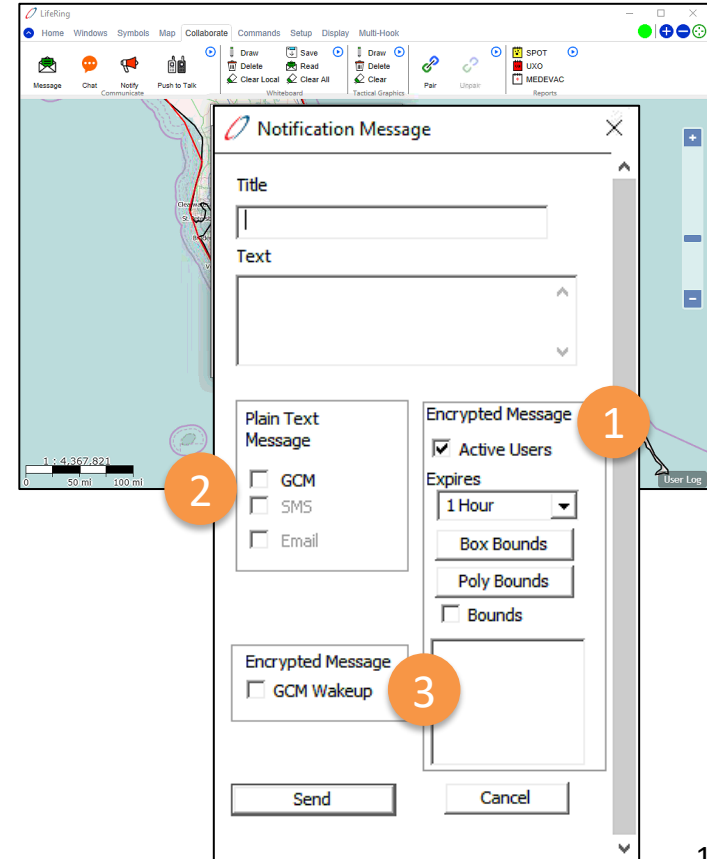 LifeRing
Home Windows Symbols Map Collaborate Commands Setup Display Multi-Hook
Message Chat Notify Push to Talk
Communicate
Draw Save
Delete Read
Clear Local Clear All
Whiteboard
Draw
Delete
Clear
Tactical Graphics
Pair Unpair
SPOT
UXO
MEDEVAC
Reports
1 : 4,367,821
0 50 mi 100 mi
User Log
Notification Message
Title
Text
Plain Text
Message
GCM
SMS
Email
2
Encrypted Message
1
Active Users
Expires
1 Hour
Box Bounds
Poly Bounds
Bounds
Encrypted Message
GCM Wakeup
3
Send Cancel
1